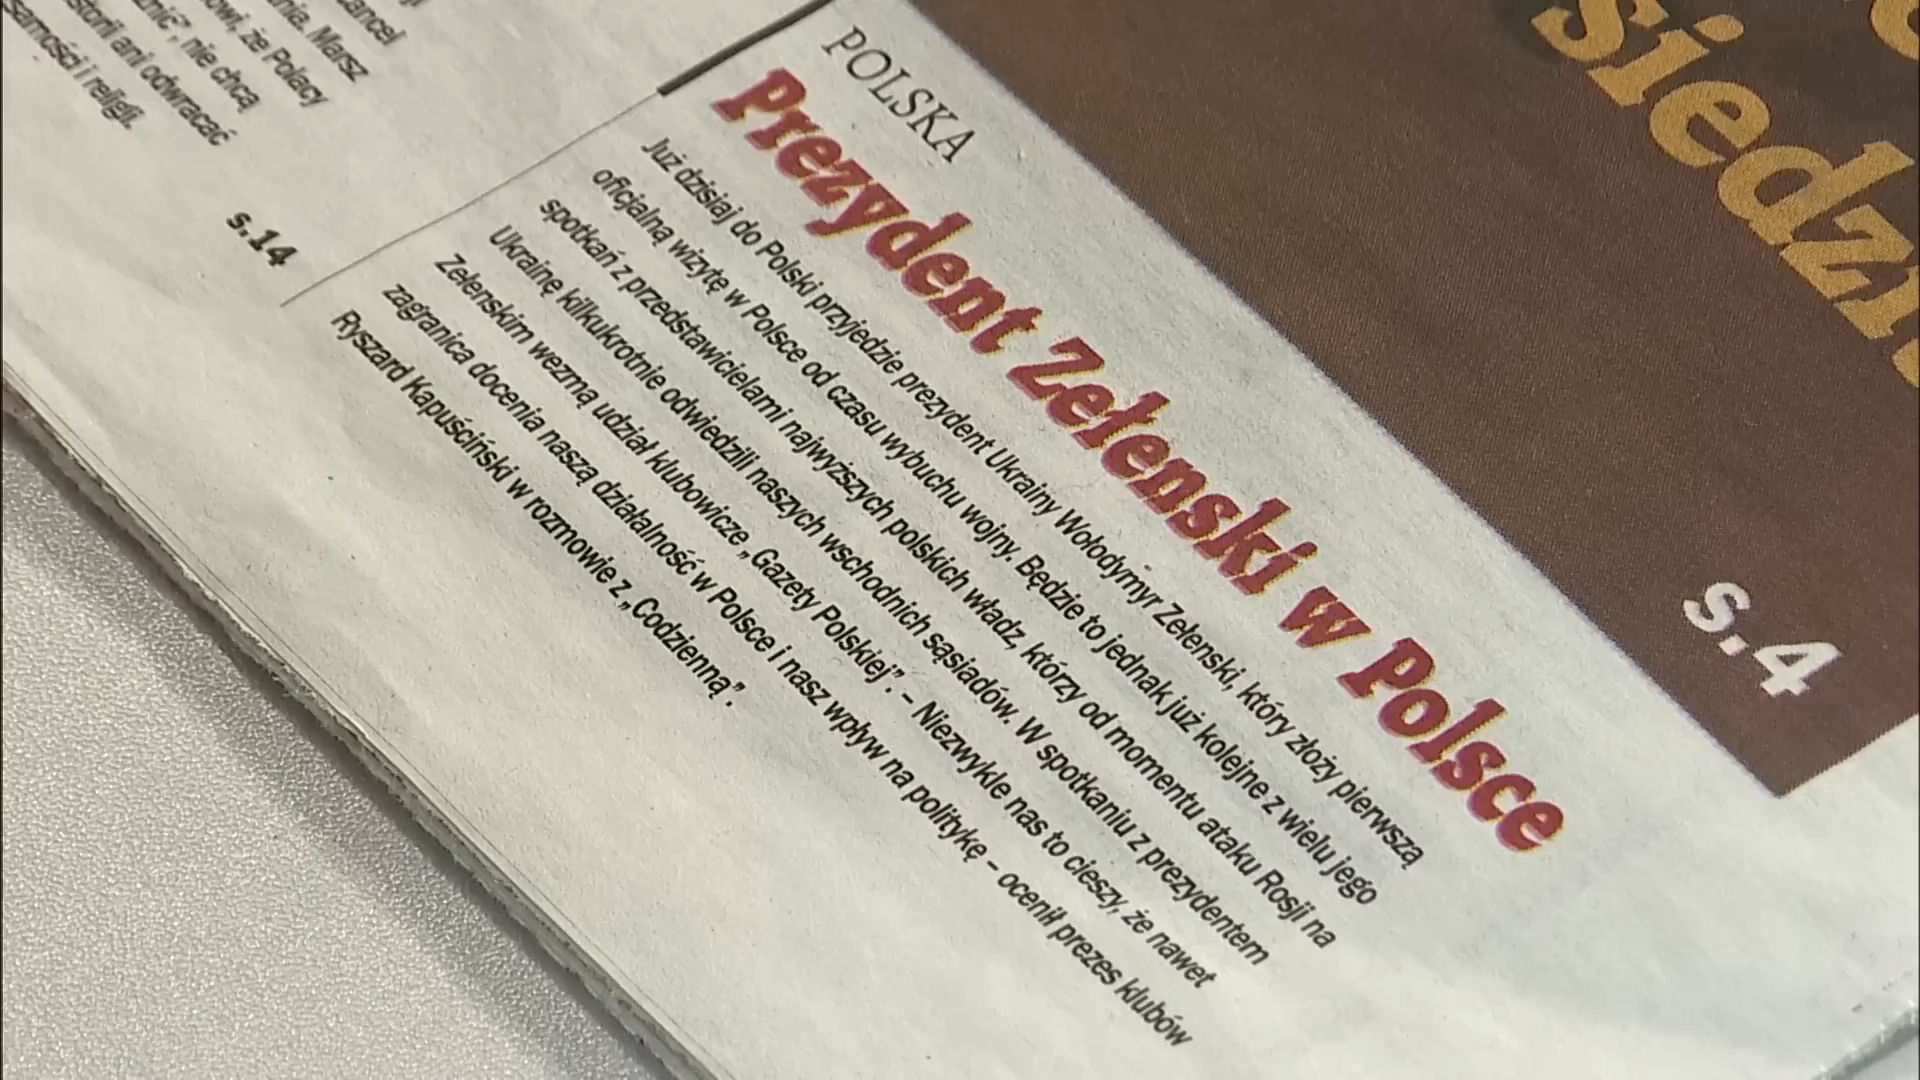 ancel
nia. Marsz
owi, że Polacy
nić", nie chcą
storii ani odwracać
samości i religii.
s.14
POLSKA
Prezydent Zełenski w Polsce
Już dzisiaj do Polski przyjedzie prezydent Ukrainy Wołodymyr Zełenski, który złoży pierwszą
oficjalną wizytę w Polsce od czasu wybuchu wojny. Będzie to jednak już kolejne z wielu jego
spotkań z przedstawicielami najwyższych polskich władz, którzy od momentu ataku Rosji na
Ukrainę kilkukrotnie odwiedzili naszych wschodnich sąsiadów. W spotkaniu z prezydentem
Zełenskim wezmą udział klubowicze „Gazety Polskiej". – Niezwykle nas to cieszy, że nawet
zagranica docenia naszą działalność w Polsce i nasz wpływ na politykę – ocenił prezes klubów
Ryszard Kapuściński w rozmowie z „Codzienną".
siedzi
s.4